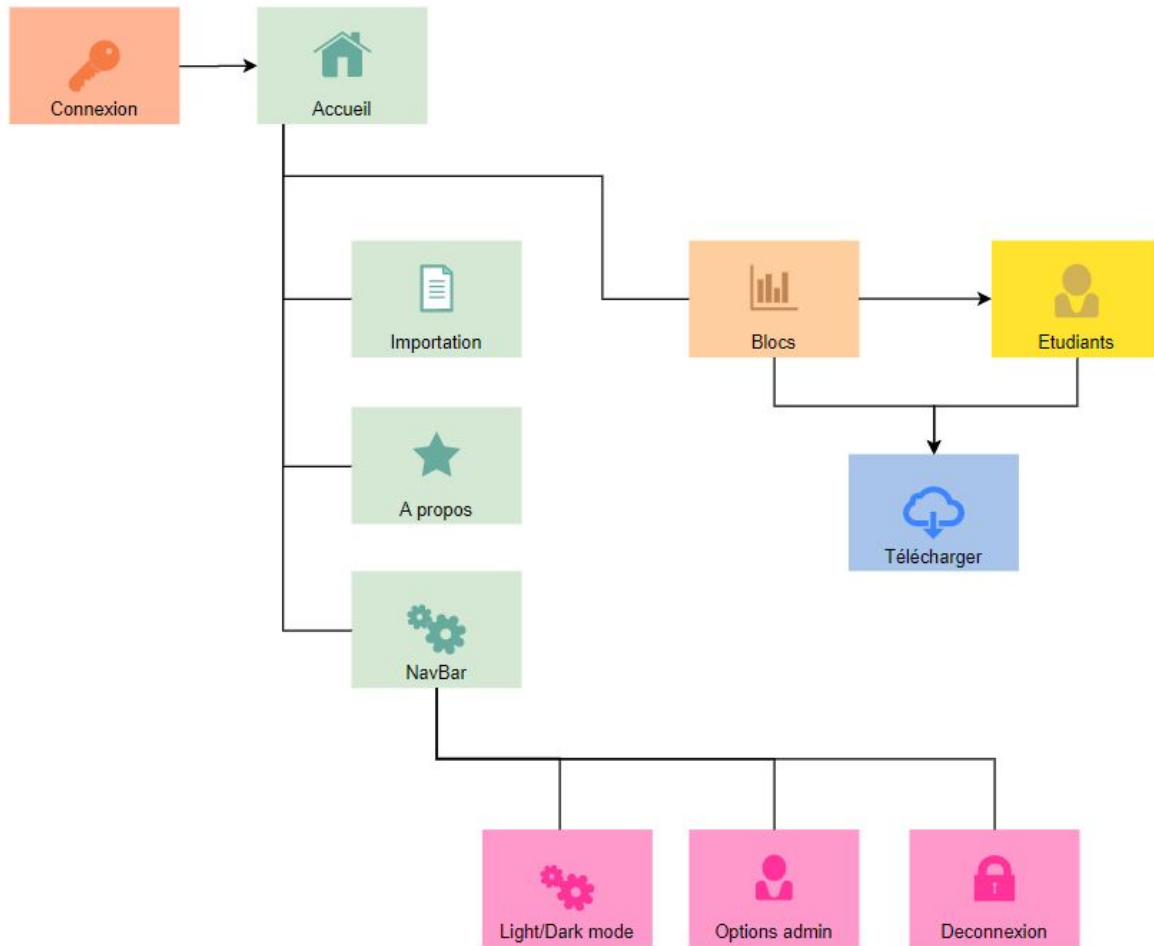 Connexion
Accueil
Importation
Blocs
Etudiants
A propos
Télécharger
NavBar
Light/Dark mode
Options admin
Deconnexion